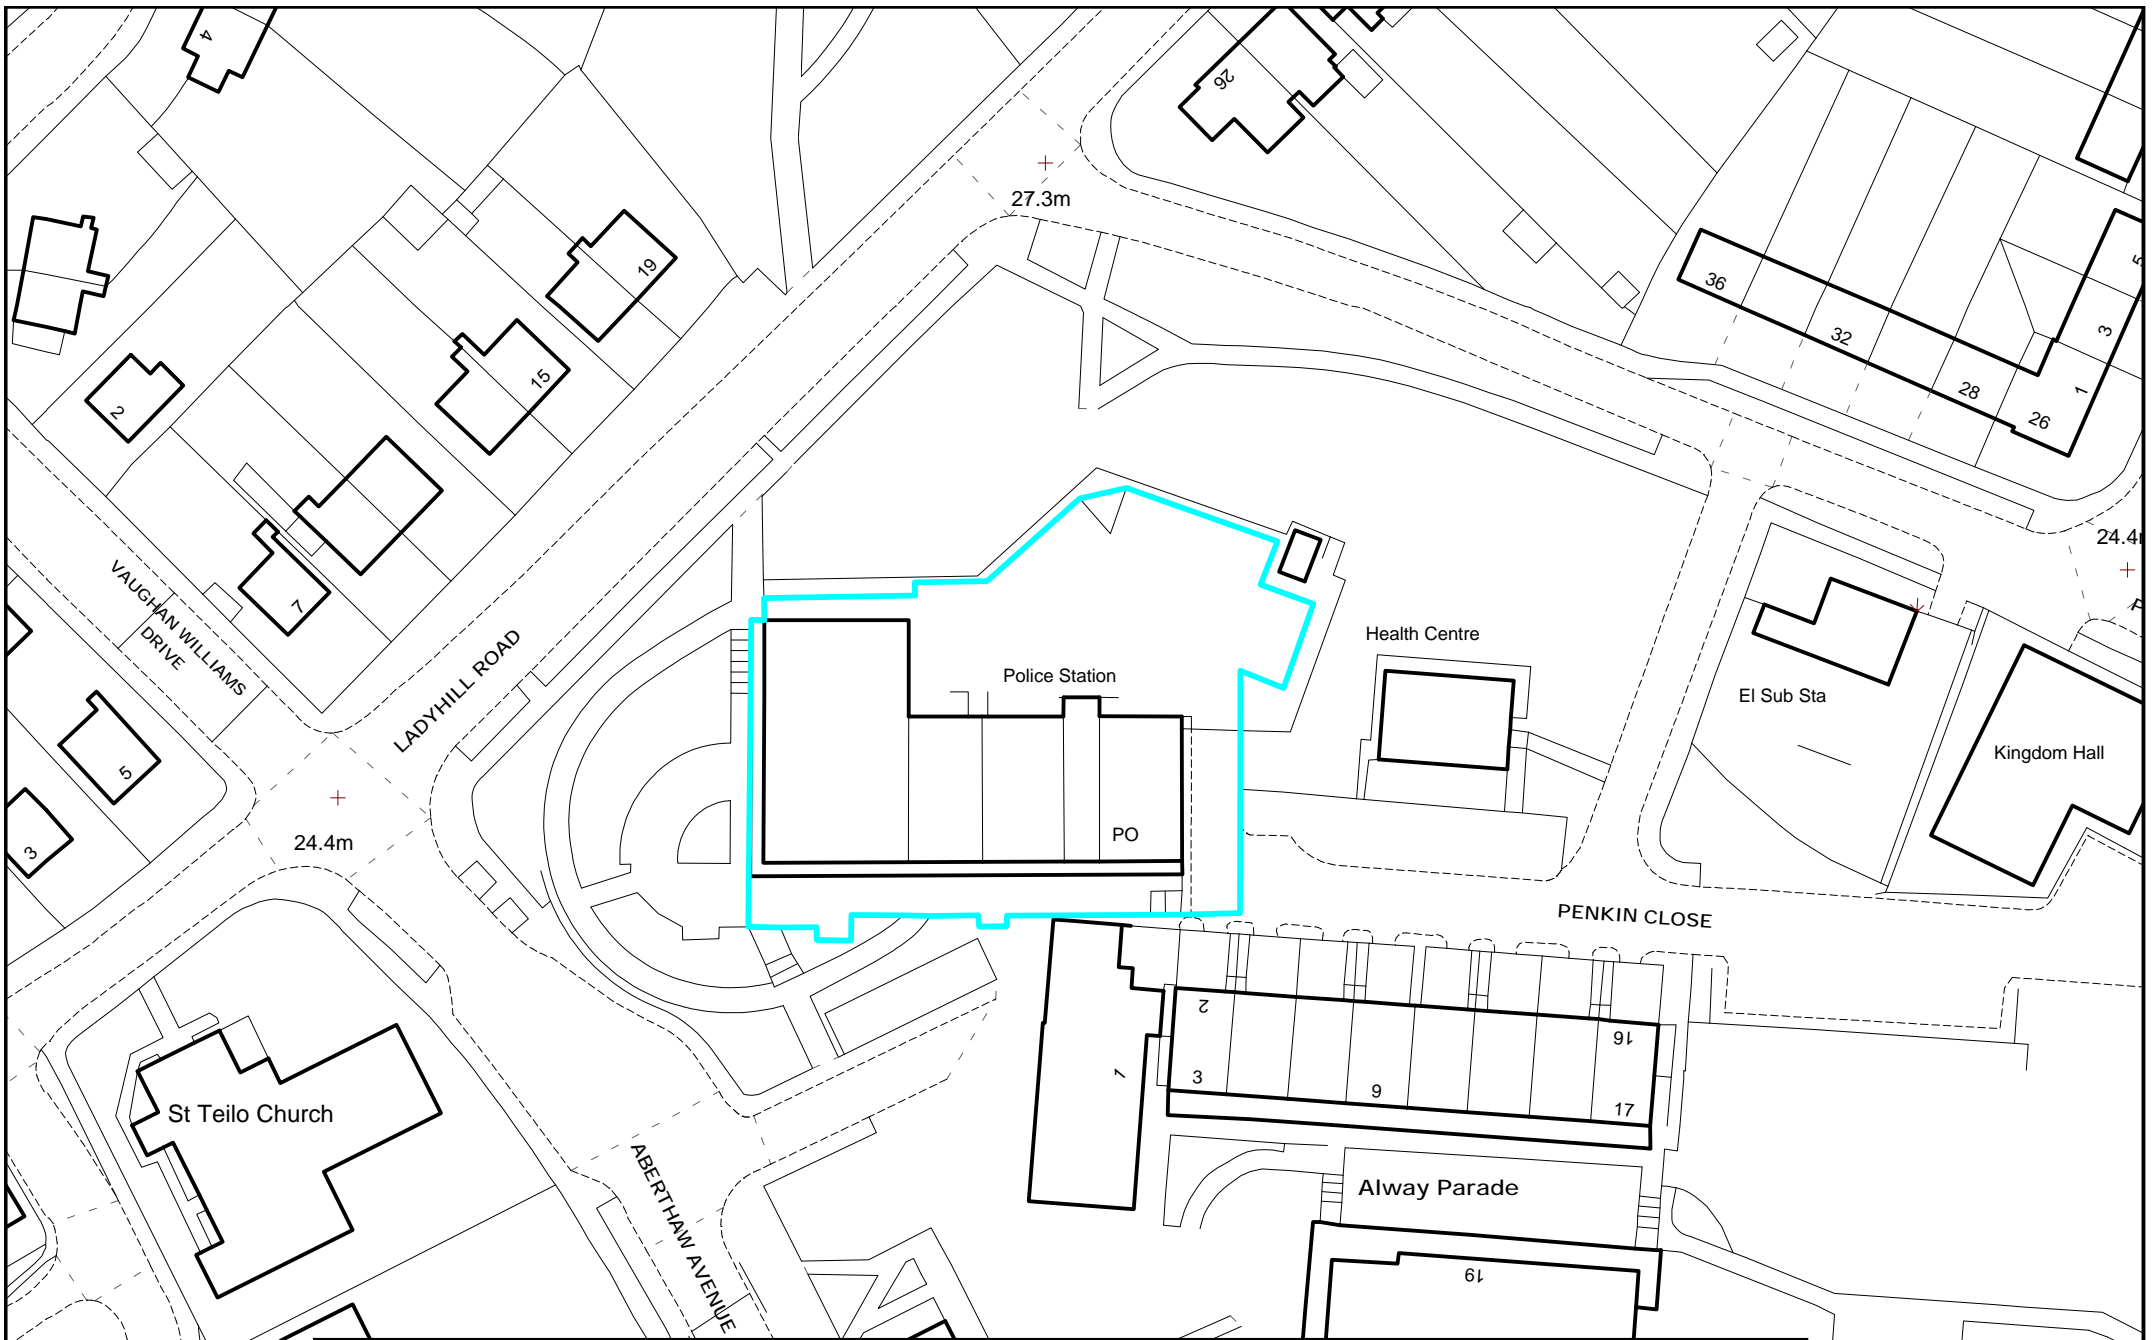 4
26
27.3m
19
36
5
32
3
28
1
26
15
2
24.4
VAUGHAN WILLIAMS
DRIVE
7
LADYHILL ROAD
Health Centre
Police Station
El Sub Sta
Kingdom Hall
5
3
24.4m
PO
PENKIN CLOSE
2
16
1
3
9
17
St Teilo Church
ABERTHAW AVENUE
Alway Parade
19